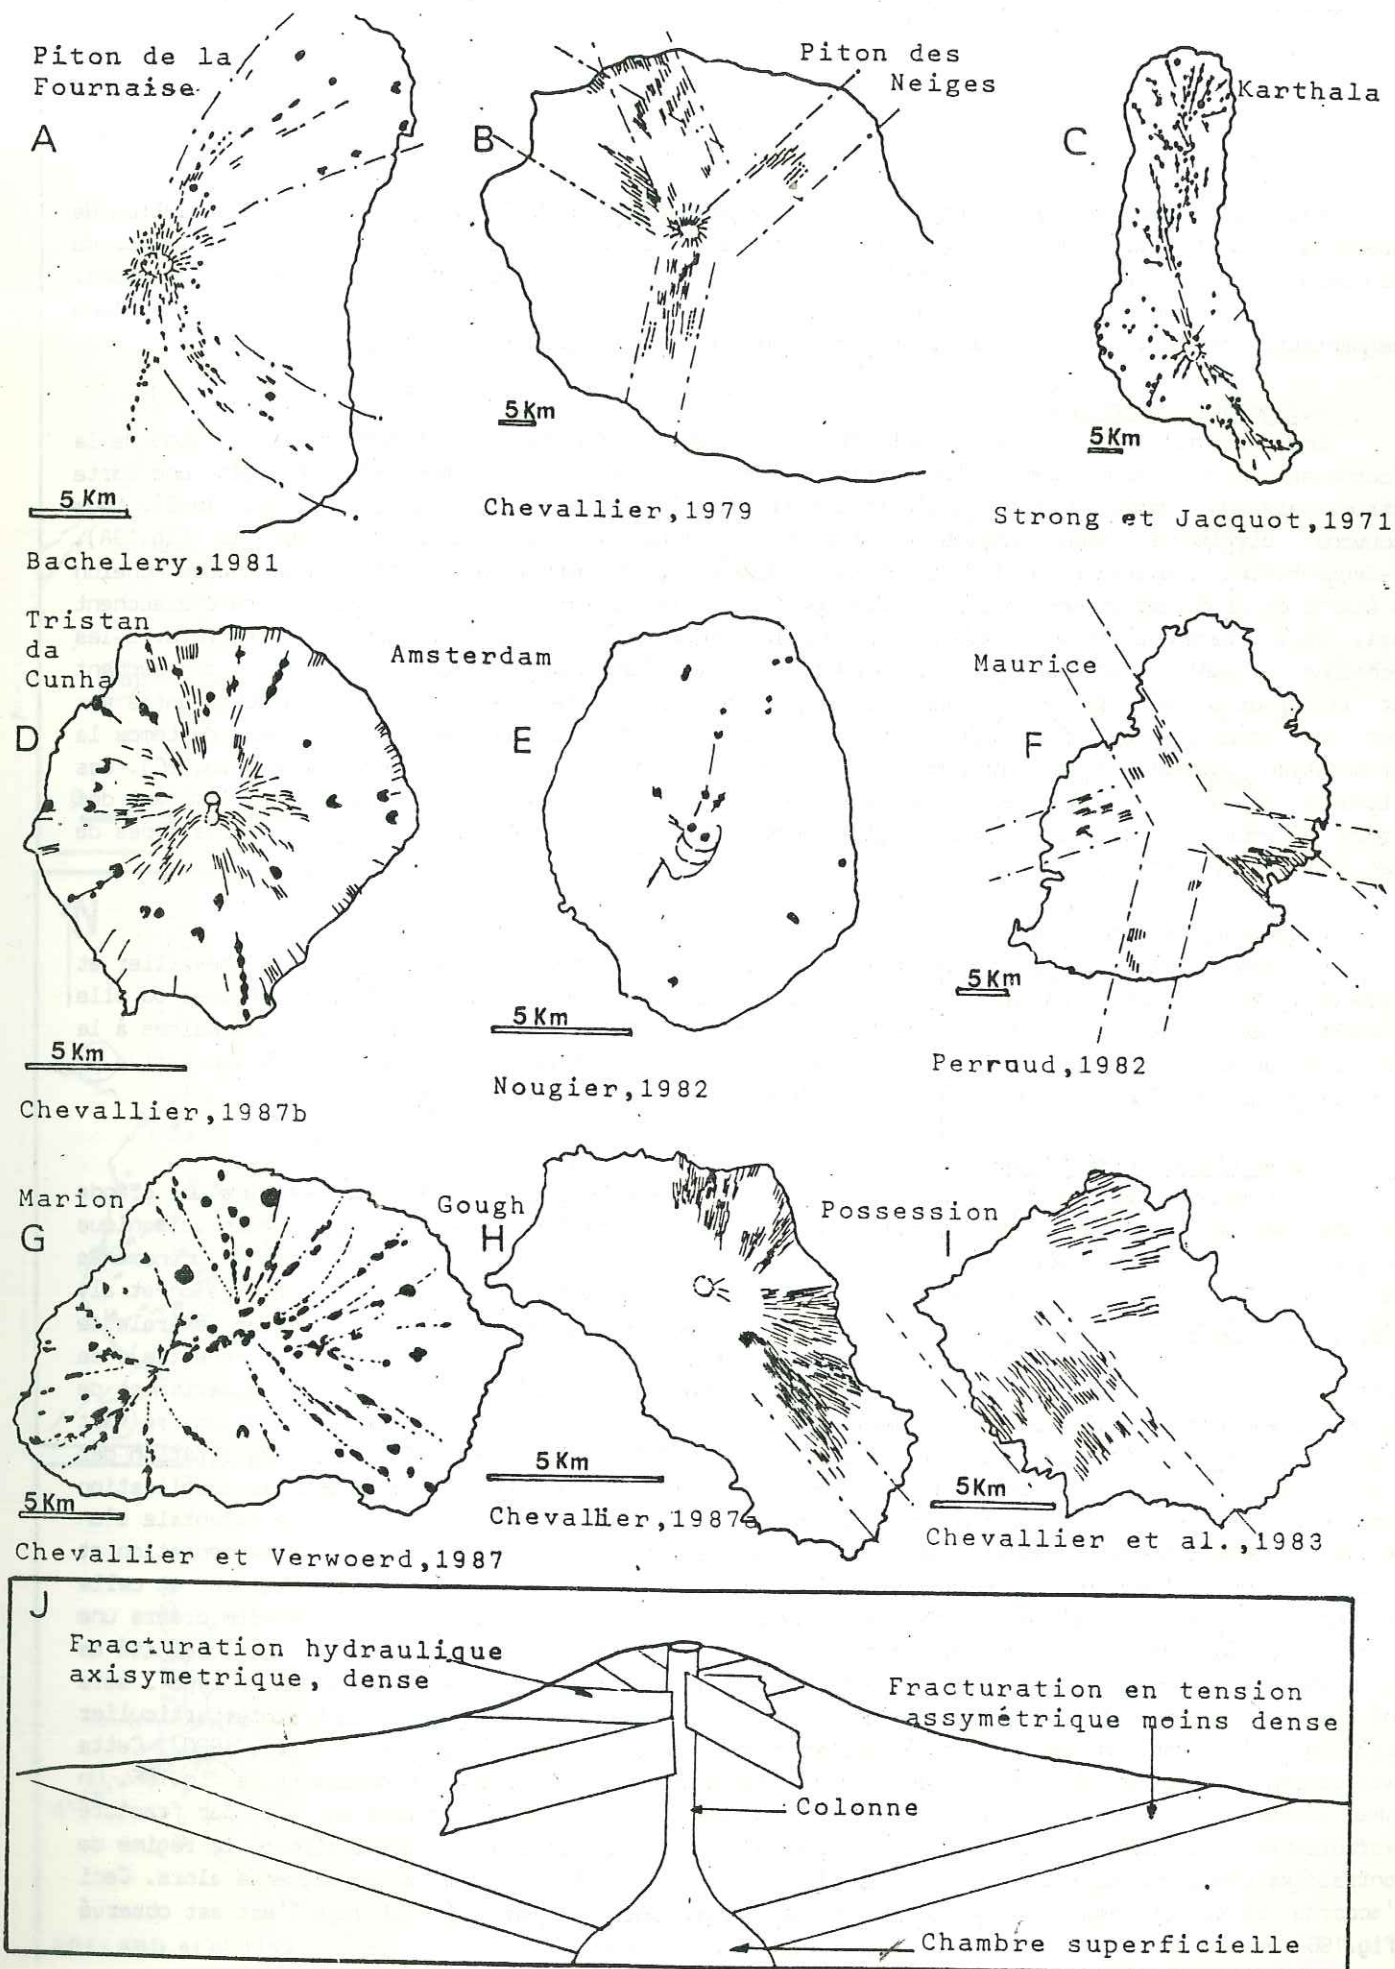 Piton de la
Fournaise
A
5 Km
Bachelery,1981
Piton des
Neiges
B
5 Km
Chevallier,1979
Karthala
C
5 Km
Strong et Jacquot,1971
Tristan
da
Cunha
D
5 Km
Chevallier,1987b
Amsterdam
E
5 Km
Nougier,1982
Maurice
F
5 Km
Perraud,1982
Marion
G
5 Km
Chevallier et Verwoerd,1987
Gough
H
5 Km
Chevallier,1987a
Possession
I
5 Km
Chevallier et al.,1983
J
Fracturation hydraulique
axisymetrique, dense
Fracturation en tension
assymétrique moins dense
Colonne
Chambre superficielle